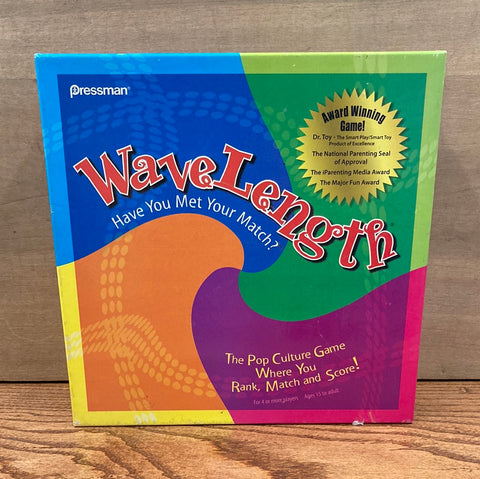 Pressman®
Award Winning
Game!
Dr. Toy - The Smart Play/Smart Toy
Product of Excellence
The National Parenting Seal
of Approval
The iParenting Media Award
The Major Fun Award
WaveLength
Have You Met Your Match?
The Pop Culture Game
Where You
Rank, Match and Score!
For 4 or more players Ages 15 to adult